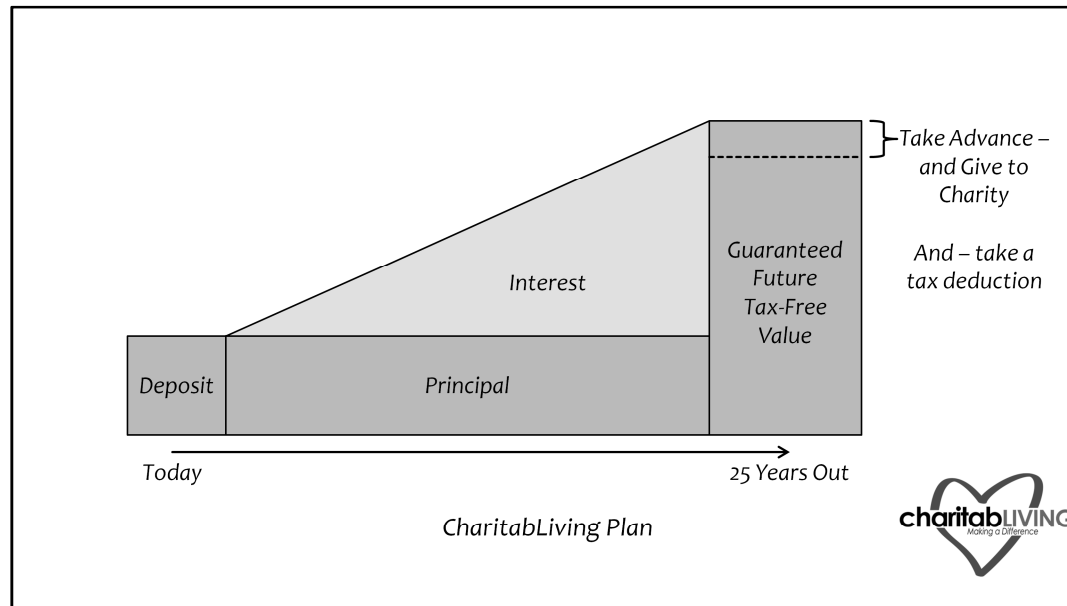 Take Advance –
and Give to
Charity
And – take a
tax deduction
Guaranteed
Future
Tax-Free
Value
Interest
Deposit
Principal
Today
25 Years Out
CharitabLiving Plan
charitabLIVING
Making a Difference